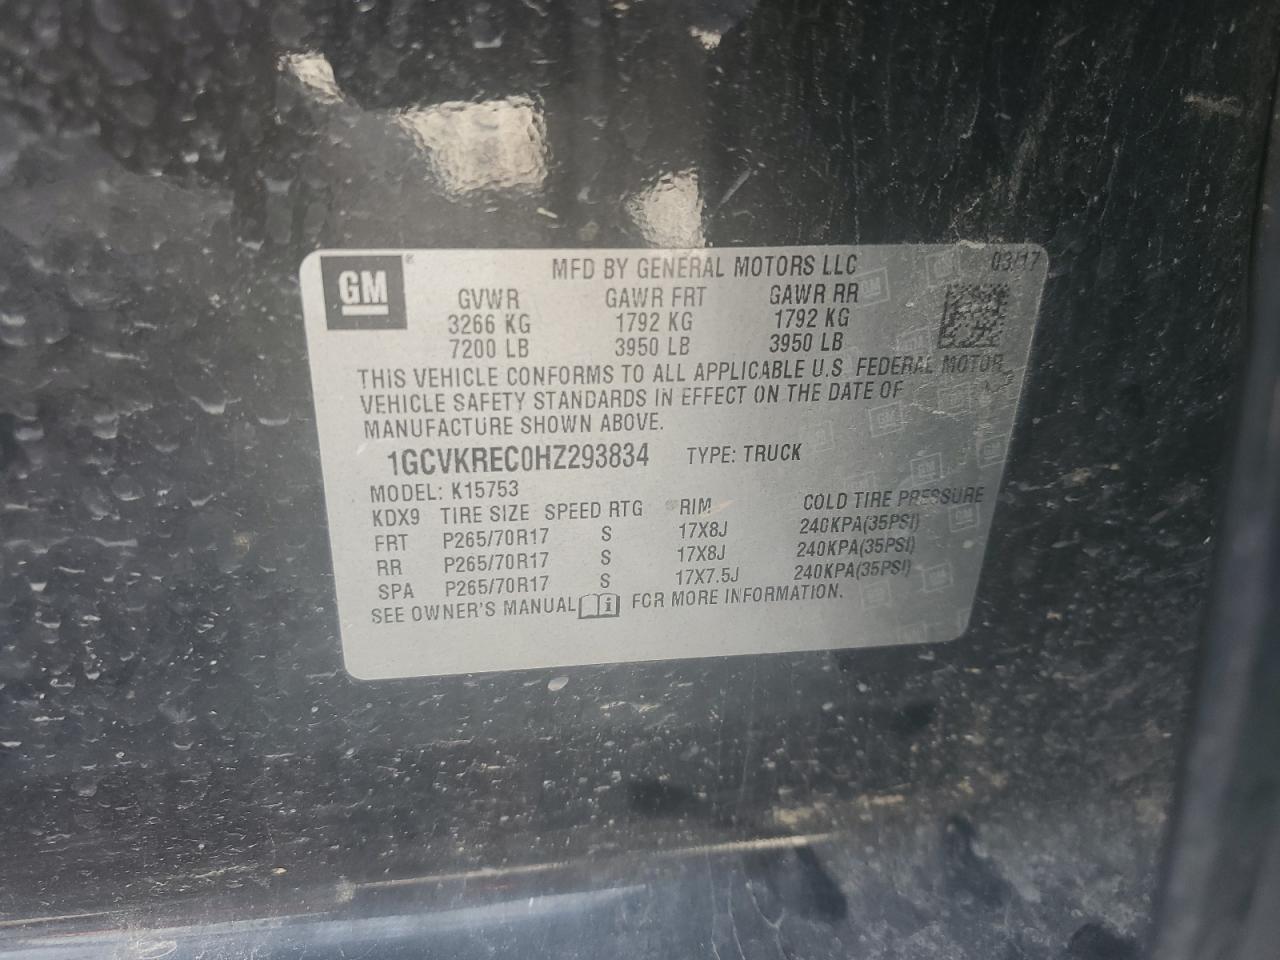 GM
MFD BY GENERAL MOTORS LLC 03/17
GVWR GAWR FRT GAWR RR
3266 KG 1792 KG 1792 KG
7200 LB 3950 LB 3950 LB
THIS VEHICLE CONFORMS TO ALL APPLICABLE U.S. FEDERAL MOTOR
VEHICLE SAFETY STANDARDS IN EFFECT ON THE DATE OF
MANUFACTURE SHOWN ABOVE.
1GCVKREC0HZ293834 TYPE: TRUCK
MODEL: K15753
KDX9 TIRE SIZE SPEED RTG RIM COLD TIRE PRESSURE
FRT P265/70R17 S 17X8J 240KPA(35PSI)
RR P265/70R17 S 17X8J 240KPA(35PSI)
SPA P265/70R17 S 17X7.5J 240KPA(35PSI)
SEE OWNER'S MANUAL i FOR MORE INFORMATION.